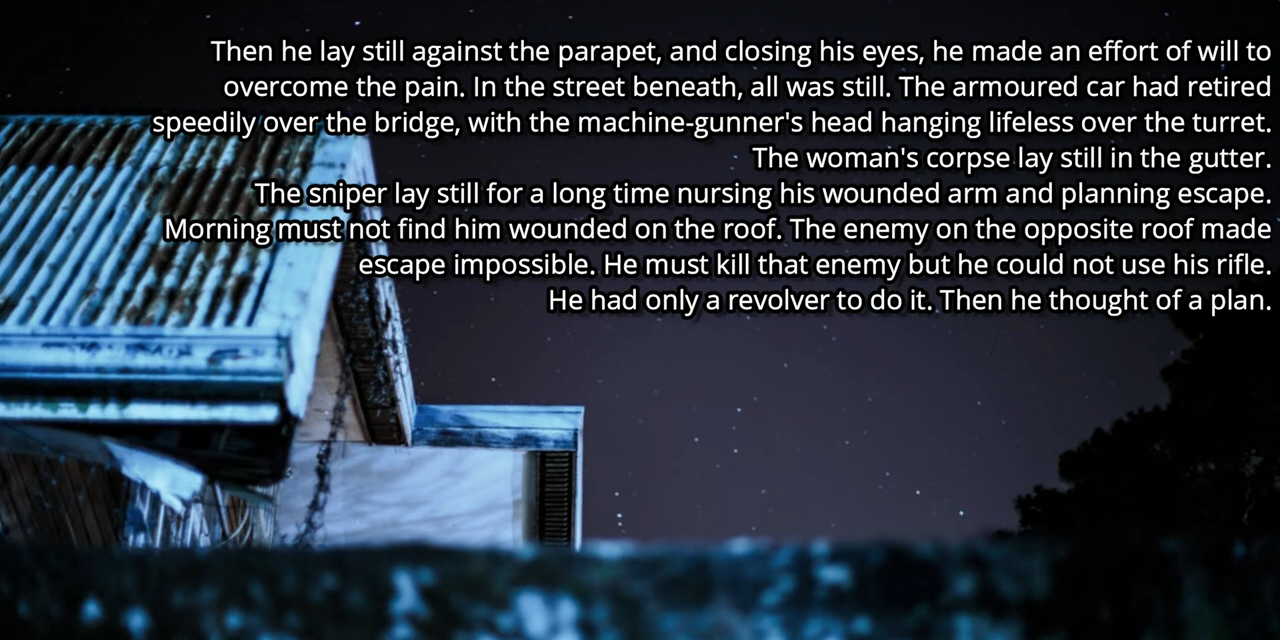 Then he lay still against the parapet, and closing his eyes, he made an effort of will to
overcome the pain. In the street beneath, all was still. The armoured car had retired
speedily over the bridge, with the machine-gunner's head hanging lifeless over the turret.
The woman's corpse lay still in the gutter.
The sniper lay still for a long time nursing his wounded arm and planning escape.
Morning must not find him wounded on the roof. The enemy on the opposite roof made
escape impossible. He must kill that enemy but he could not use his rifle.
He had only a revolver to do it. Then he thought of a plan.